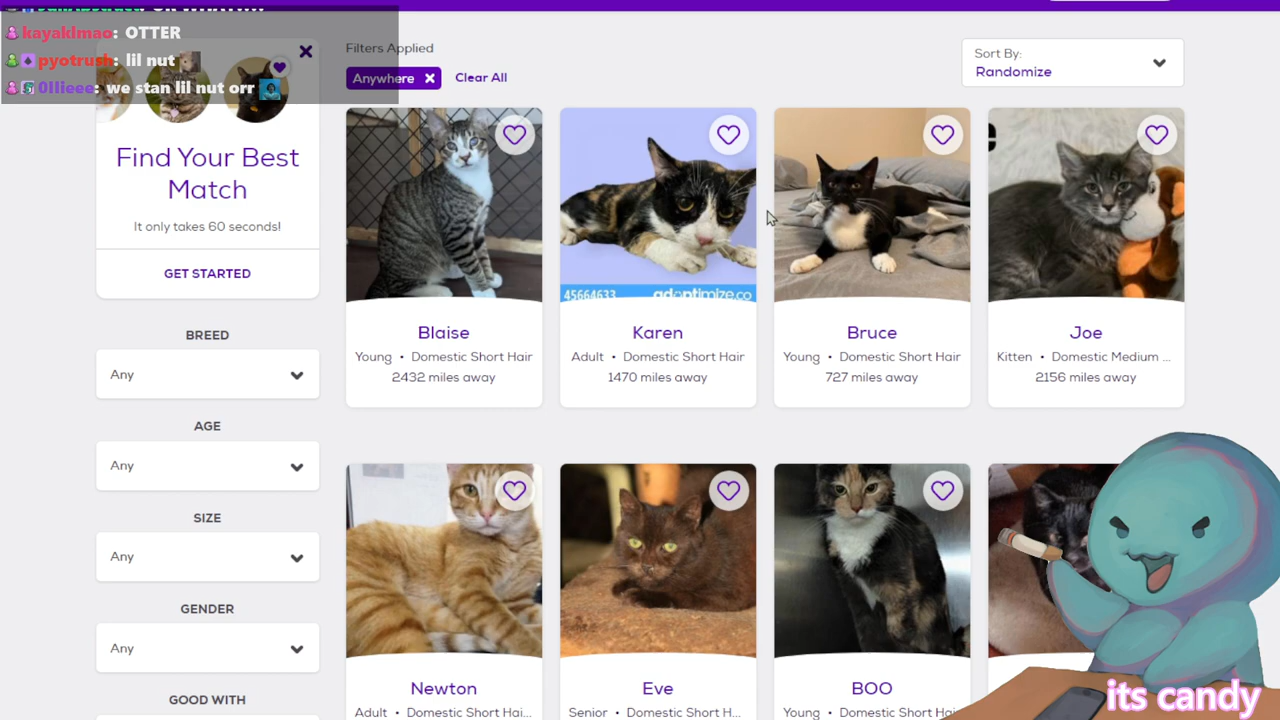 kayaklmao: OTTER
pyotrush: lil nut
0llieee: we stan lil nut orr
Filters Applied
Anywhere
Clear All
Sort By:
Randomize
Find Your Best
Match
It only takes 60 seconds!
GET STARTED
BREED
Any
AGE
Any
SIZE
Any
GENDER
Any
GOOD WITH
45664633 adoptimize.co
Blaise
Young • Domestic Short Hair
2432 miles away
Karen
Adult • Domestic Short Hair
1470 miles away
Bruce
Young • Domestic Short Hair
727 miles away
Joe
Kitten • Domestic Medium ...
2156 miles away
Newton
Adult • Domestic Short Hai...
Eve
Senior • Domestic Short H...
BOO
Young • Domestic Short Hair
its candy